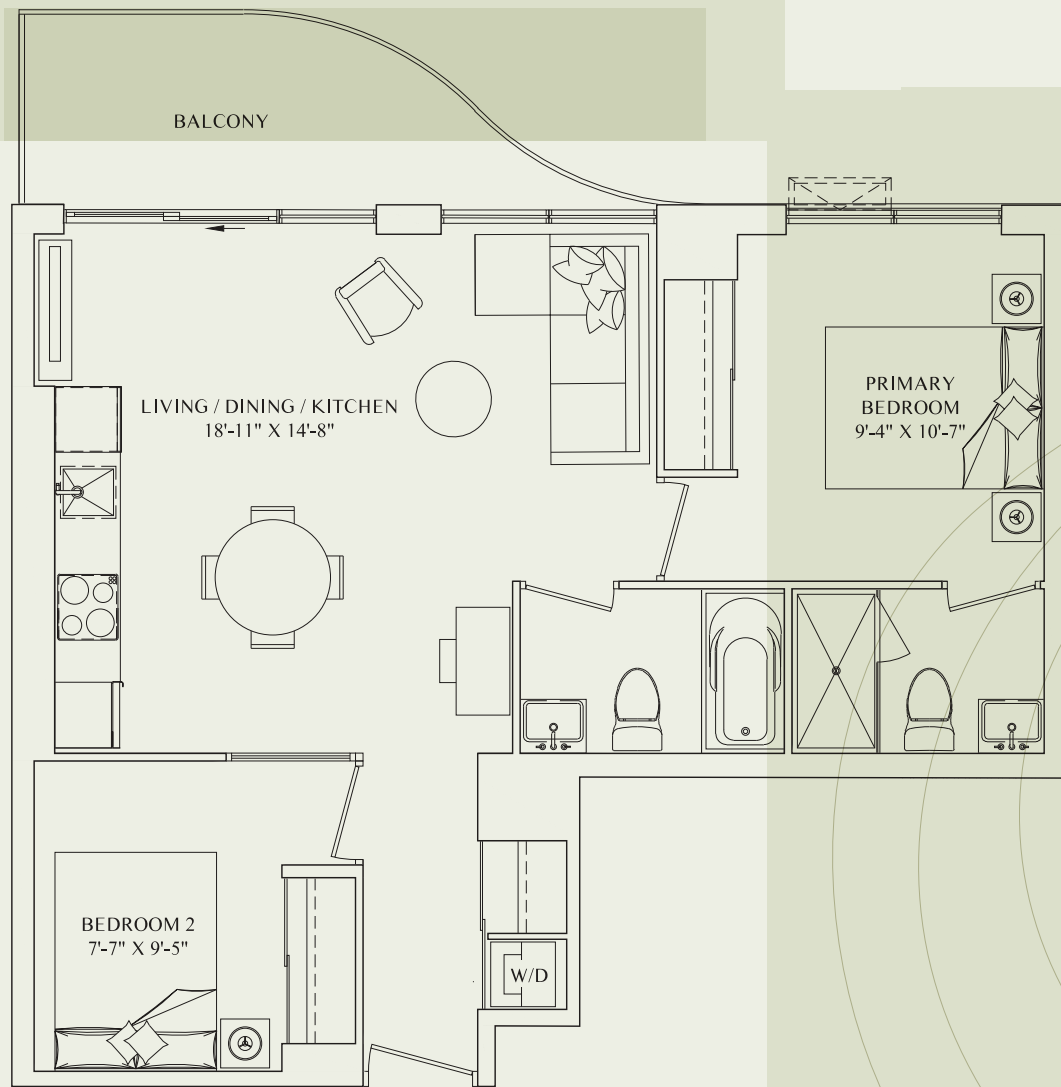 BALCONY
LIVING / DINING / KITCHEN
18'-11" X 14'-8"
PRIMARY
BEDROOM
9'-4" X 10'-7"
BEDROOM 2
7'-7" X 9'-5"
W/D